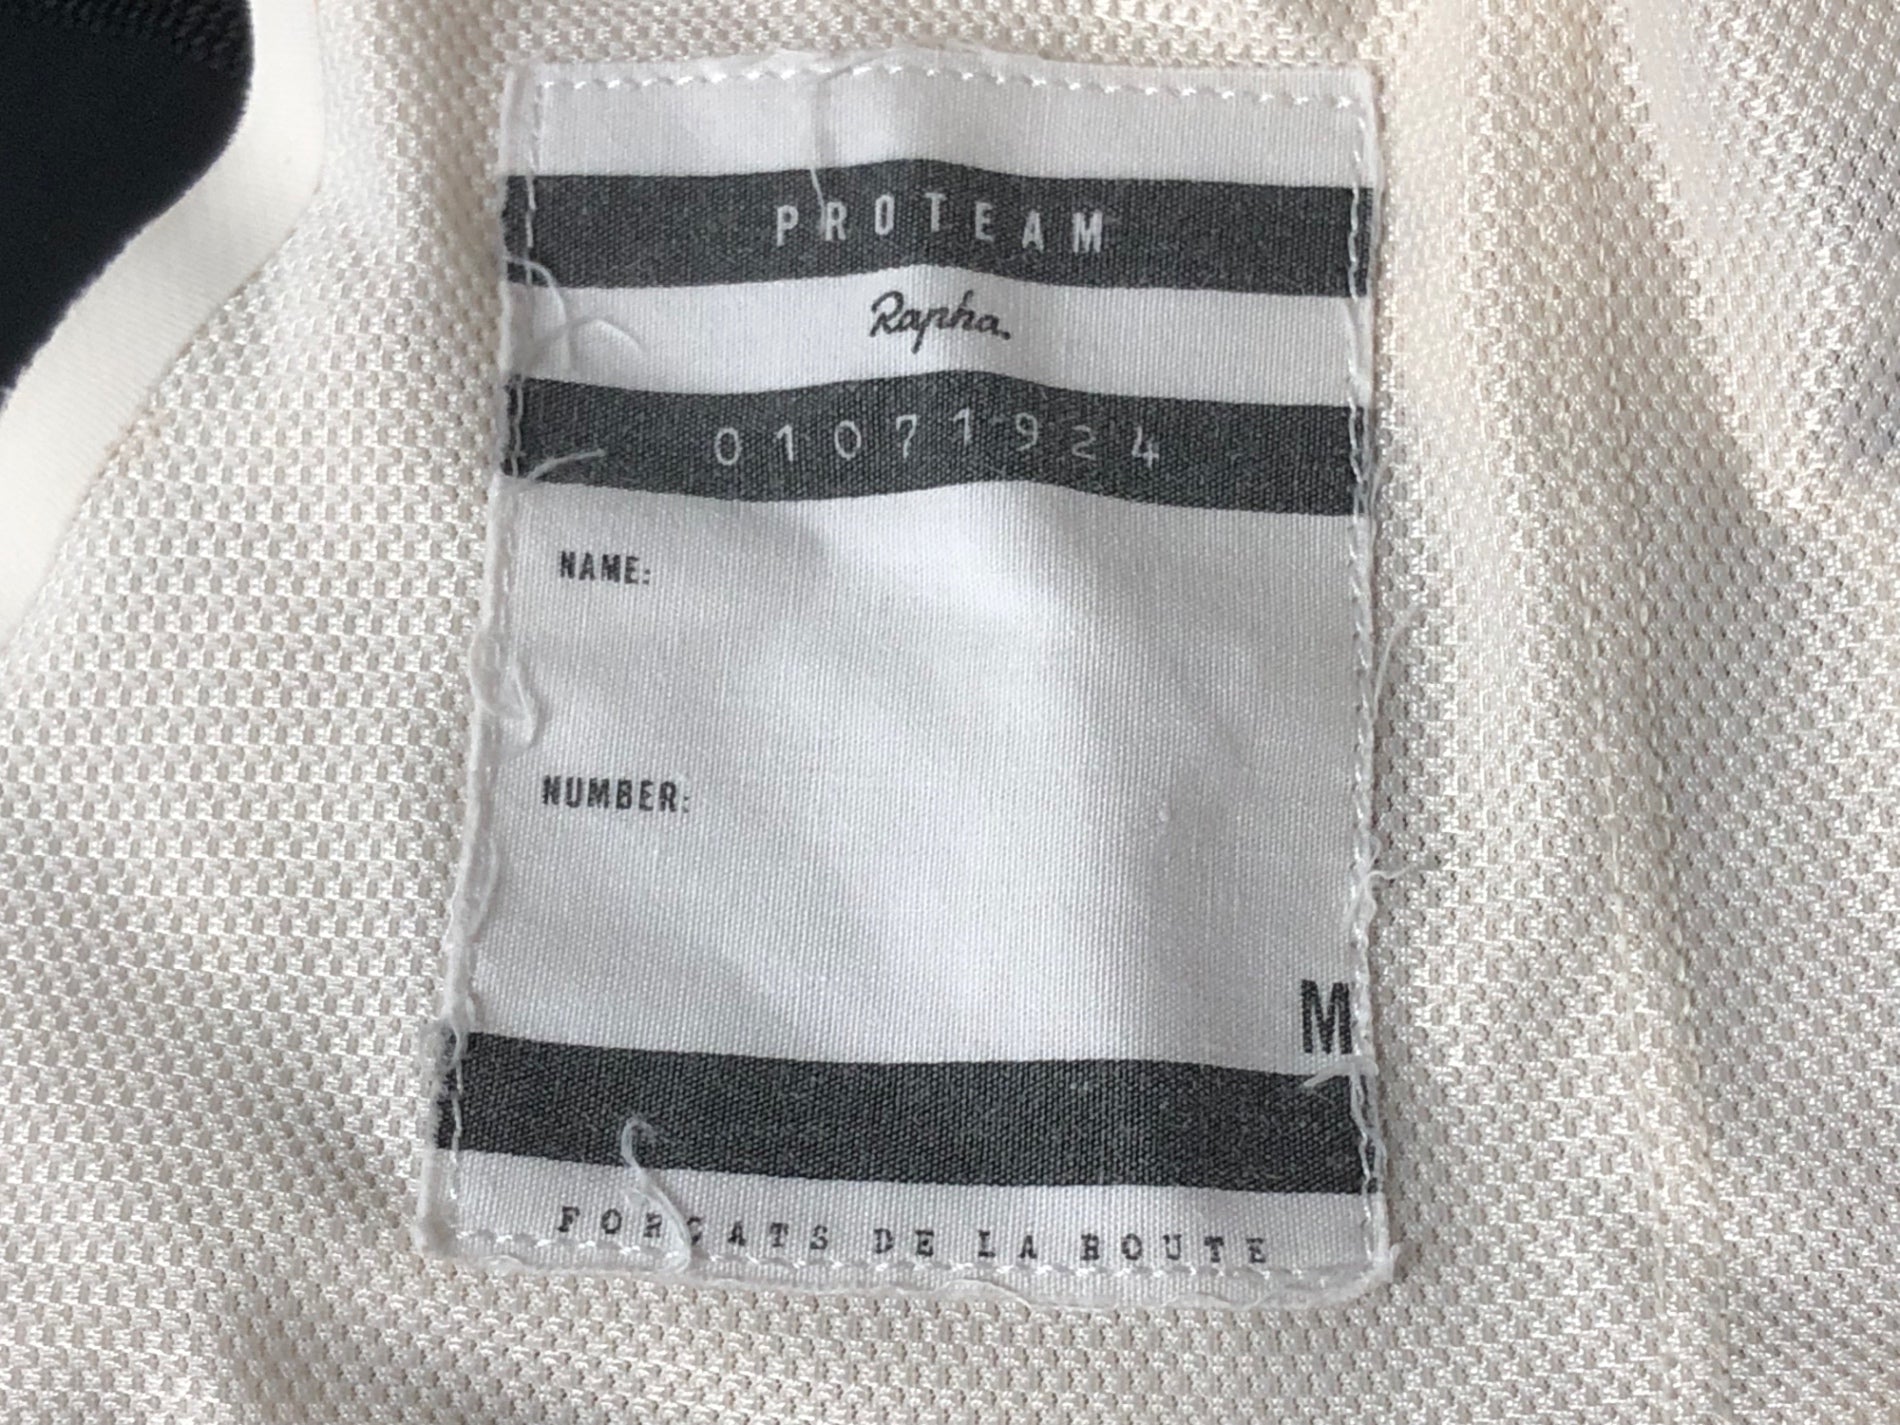 PROTEAM
Rapha.
01071924
NAME:
NUMBER:
M
FORÇATS DE LA ROUTE